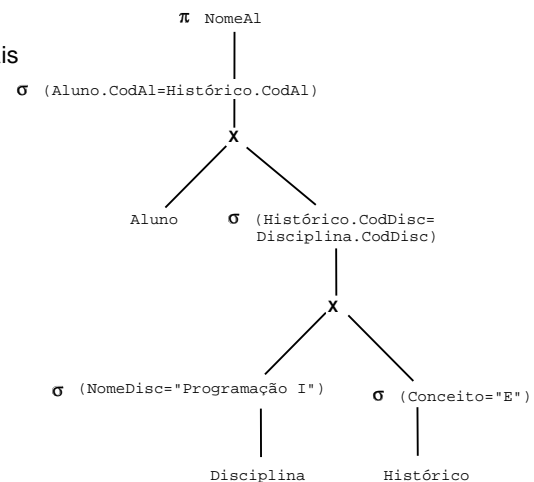 π NomeAl
is
σ (Aluno.CodAl=Histórico.CodAl)
X
Aluno
σ (Histórico.CodDisc=
Disciplina.CodDisc)
X
σ (NomeDisc="Programação I")
σ (Conceito="E")
Disciplina
Histórico